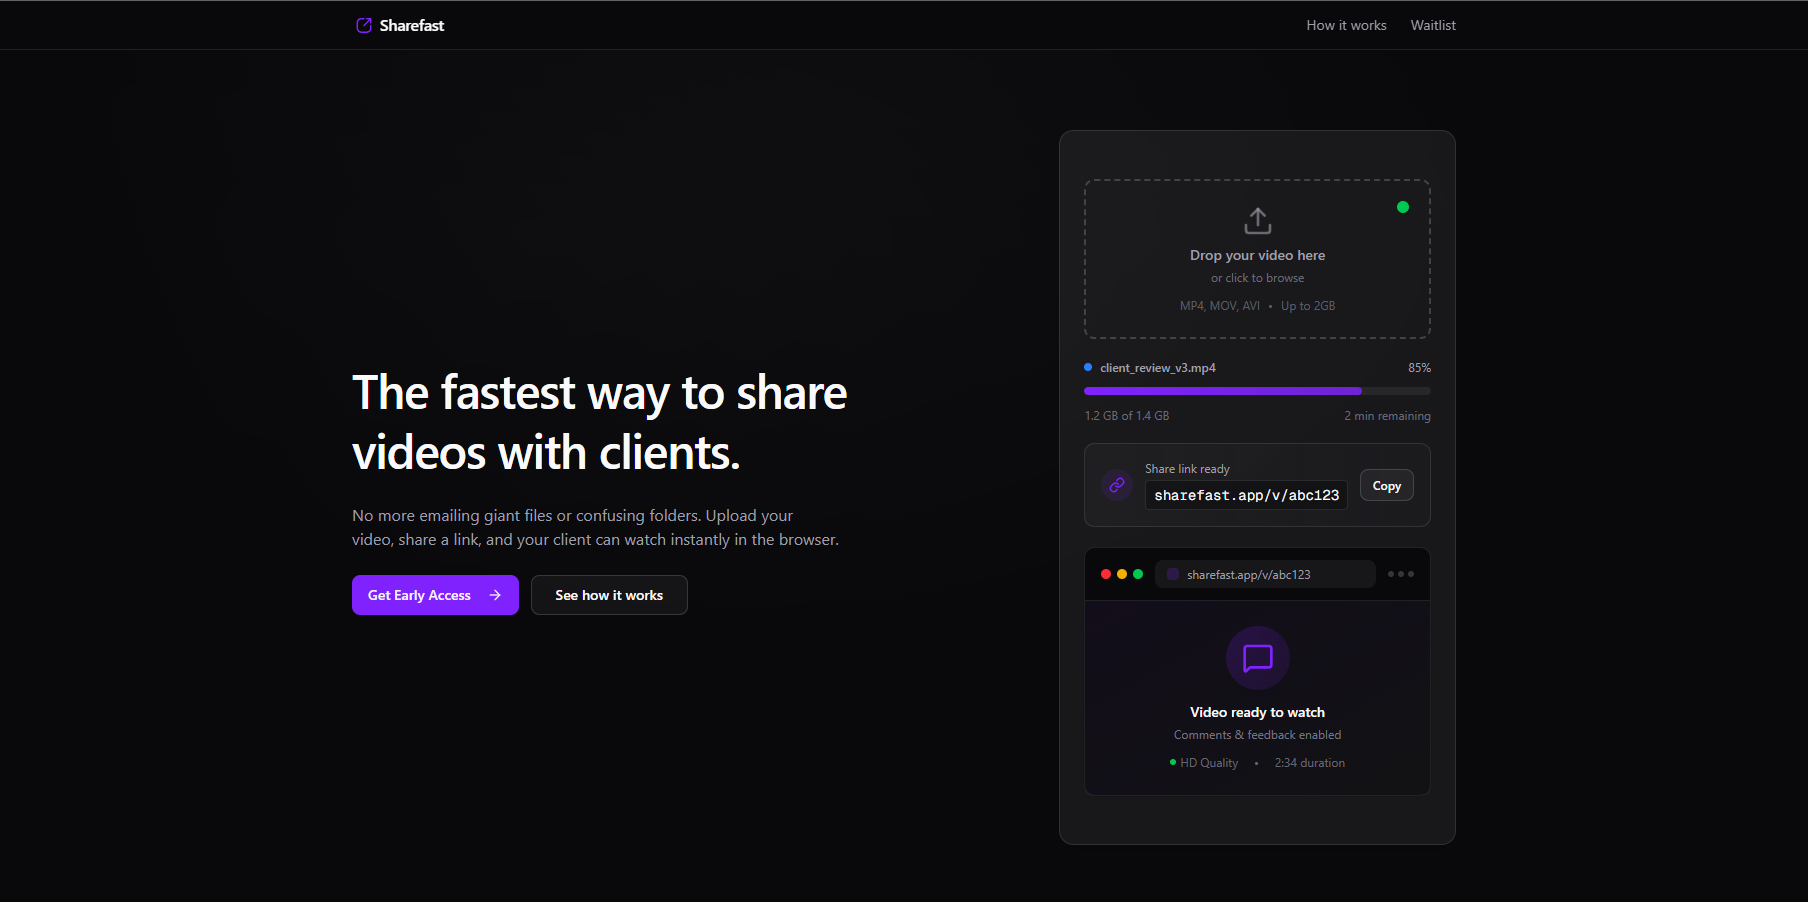 Sharefast
How it works
Waitlist
The fastest way to share
videos with clients.
No more emailing giant files or confusing folders. Upload your
video, share a link, and your client can watch instantly in the browser.
Get Early Access
See how it works
Drop your video here
or click to browse
MP4, MOV, AVI • Up to 2GB
client_review_v3.mp4
85%
1.2 GB of 1.4 GB
2 min remaining
Share link ready
sharefast.app/v/abc123
Copy
sharefast.app/v/abc123
Video ready to watch
Comments & feedback enabled
HD Quality • 2:34 duration